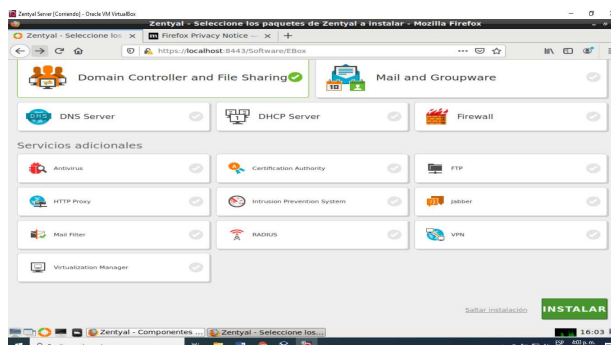 Zentyal Server [Corriendo] - Oracle VM VirtualBox
Zentyal - Seleccione los paquetes de Zentyal a instalar - Mozilla Firefox
Zentyal - Seleccione los
Firefox Privacy Notice —
https://localhost:8443/Software/EBox
Domain Controller and File Sharing
Mail and Groupware
DNS Server
DHCP Server
Firewall
Servicios adicionales
Antivirus
Certification Authority
FTP
HTTP Proxy
Intrusion Prevention System
Jabber
Mail Filter
RADIUS
VPN
Virtualization Manager
Saltar instalación
INSTALAR
Zentyal - Componentes ...
Zentyal - Seleccione los...
16:03
ESP